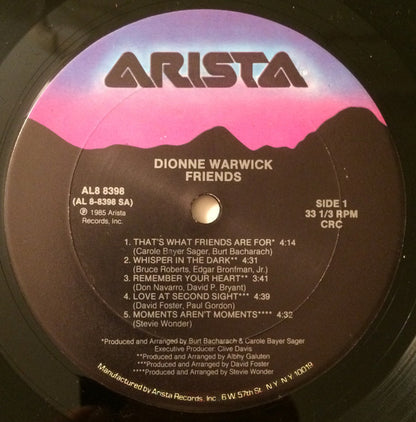 ARISTA
DIONNE WARWICK
FRIENDS
AL8 8398
(AL 8-8398 SA)
℗ 1985 Arista
Records, Inc.
SIDE 1
33 1/3 RPM
CRC
1. THAT'S WHAT FRIENDS ARE FOR* 4:14
(Carole Bayer Sager, Burt Bacharach)
2. WHISPER IN THE DARK** 4:31
(Bruce Roberts, Edgar Bronfman, Jr.)
3. REMEMBER YOUR HEART** 3:41
(Don Navarro, David P. Bryant)
4. LOVE AT SECOND SIGHT*** 4:39
(David Foster, Paul Gordon)
5. MOMENTS AREN'T MOMENTS**** 4:32
(Stevie Wonder)
*Produced and Arranged by Burt Bacharach & Carole Bayer Sager
Executive Producer: Clive Davis
**Produced and Arranged by Albhy Galuten
***Produced and Arranged by David Foster
****Produced and Arranged by Stevie Wonder
Manufactured by Arista Records, Inc. 6 W. 57th St. N.Y. N.Y. 10019